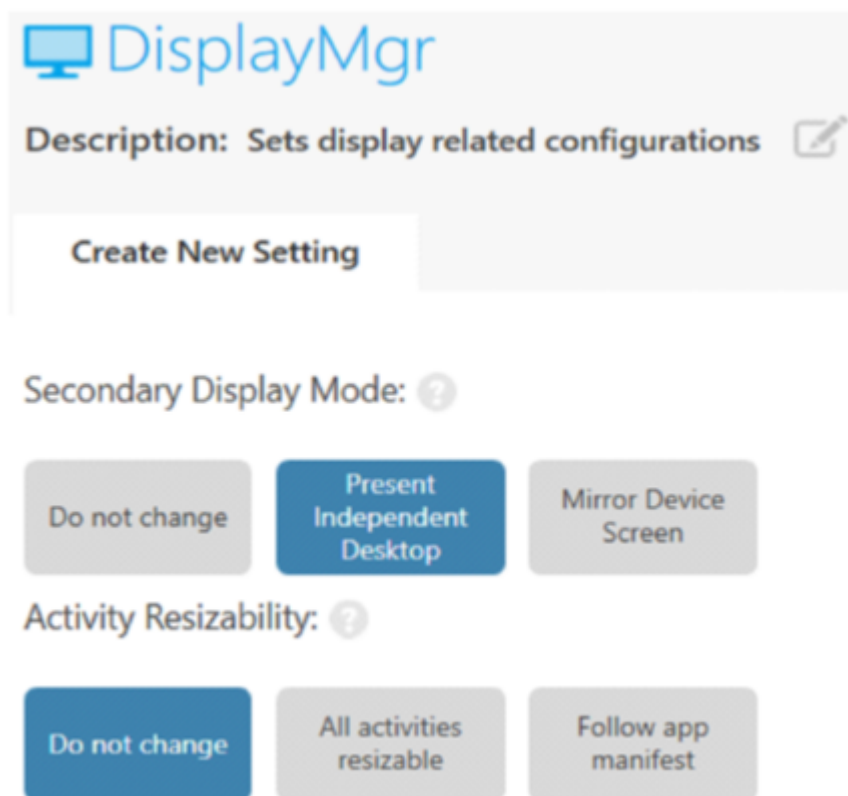 DisplayMgr
Description: Sets display related configurations
Create New Setting
Secondary Display Mode: ?
Do not change
Present
Independent
Desktop
Mirror Device
Screen
Activity Resizability: ?
Do not change
All activities
resizable
Follow app
manifest